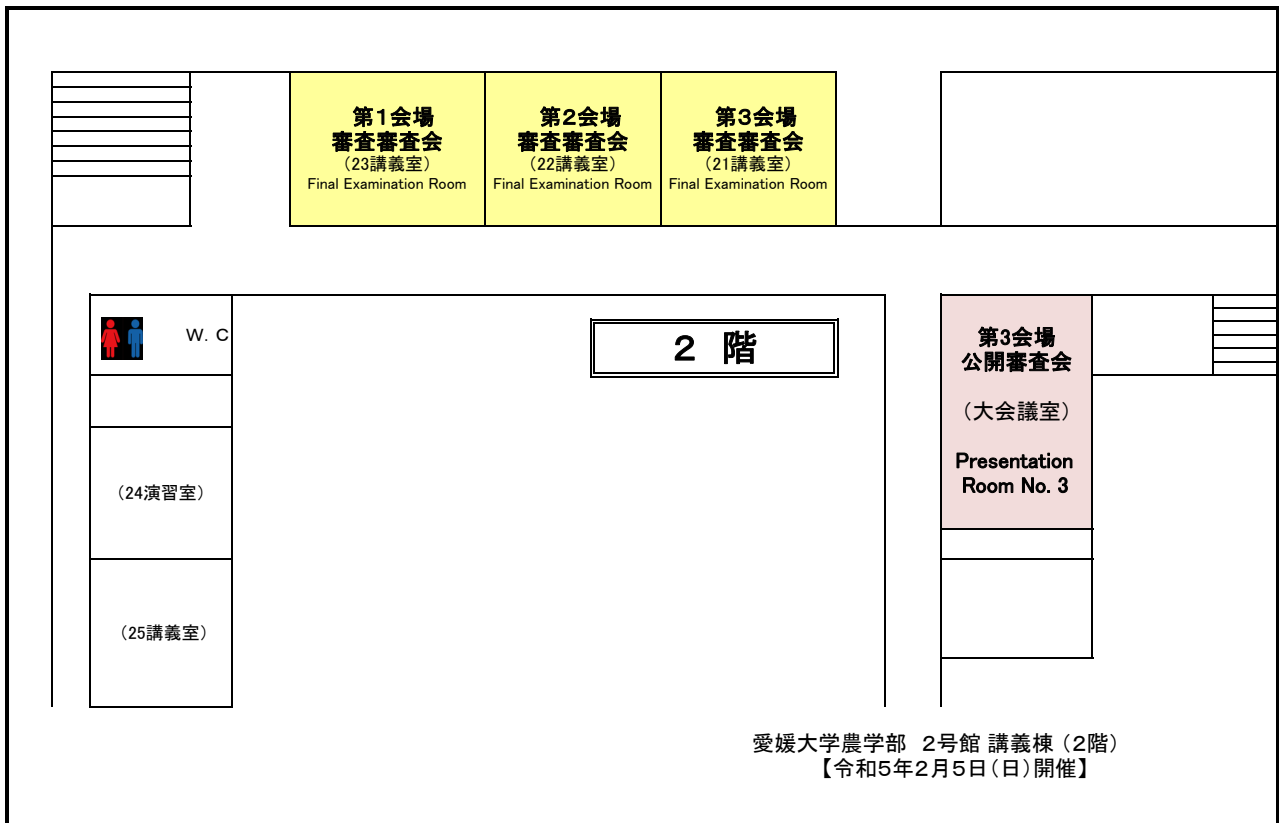 第1会場
審査審査会
（23講義室）
Final Examination Room
第2会場
審査審査会
（22講義室）
Final Examination Room
第3会場
審査審査会
（21講義室）
Final Examination Room
W. C
２　階
第3会場
公開審査会
（大会議室）
Presentation
Room No. 3
（24演習室）
（25講義室）
愛媛大学農学部　２号館 講義棟（２階）
【令和５年２月５日（日）開催】